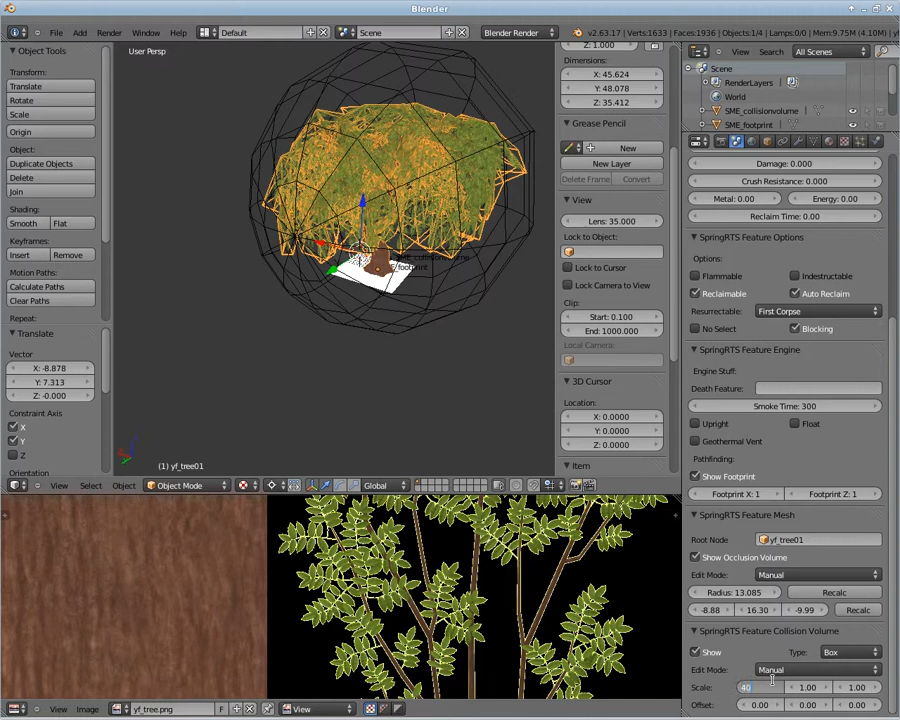 Blender
File Add Render Window Help Default Scene Blender Render v2.63.17 | Verts:1633 | Faces:1936 | Objects:1/4 | Lamps:0/0 | Mem:9.75M (4.10M) | yf_tree
Object Tools
Transform:
Translate
Rotate
Scale
Origin
Object:
Duplicate Objects
Delete
Join
Shading:
Smooth Flat
Keyframes:
Insert Remove
Motion Paths:
Calculate Paths
Clear Paths
Repeat:
Translate
Vector
X: -8.878
Y: 7.313
Z: -0.000
Constraint Axis
X
Y
Z
Orientation
User Persp
SME_collisionvolume
(1) yf_tree01
View Select Object Object Mode Global
Z: 1.000
Dimensions:
X: 45.624
Y: 48.078
Z: 35.412
Grease Pencil
New
New Layer
Delete Frame Convert
View
Lens: 35.000
Lock to Object:
Lock to Cursor
Lock Camera to View
Clip:
Start: 0.100
End: 1000.000
Local Camera:
3D Cursor
Location:
X: 0.0000
Y: 0.0000
Z: 0.0000
Item
View Search All Scenes
Scene
RenderLayers
World
SME_collisionvolume
SME_footprint
Damage: 0.000
Crush Resistance: 0.000
Metal: 0.00 Energy: 0.00
Reclaim Time: 0.00
SpringRTS Feature Options
Options:
Flammable Indestructable
Reclaimable Auto Reclaim
Resurrectable: First Corpse
No Select Blocking
SpringRTS Feature Engine
Engine Stuff:
Death Feature:
Smoke Time: 300
Upright Float
Geothermal Vent
Pathfinding:
Show Footprint
Footprint X: 1 Footprint Z: 1
SpringRTS Feature Mesh
Root Node yf_tree01
Show Occlusion Volume
Edit Mode: Manual
Radius: 13.085 Recalc
-8.88 16.30 -9.99 Recalc
SpringRTS Feature Collision Volume
Show Type: Box
Edit Mode: Manual
Scale: 40 1.00 1.00
Offset: 0.00 0.00 0.00
View Image yf_tree.png F View